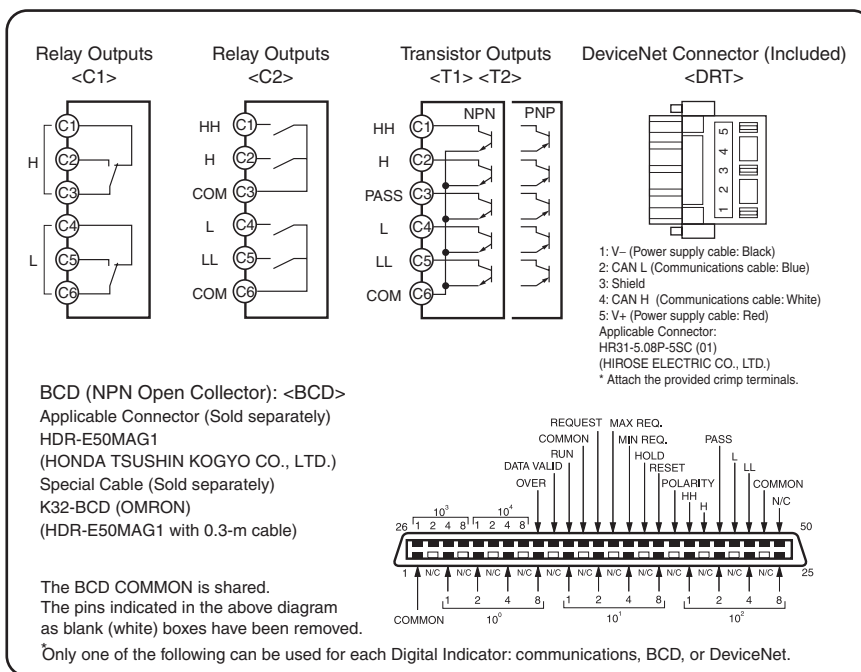 Relay Outputs
<C1>
C1
H
C2
C3
C4
L
C5
C6
Relay Outputs
<C2>
HH C1
H C2
COM C3
L C4
LL C5
COM C6
Transistor Outputs
<T1> <T2>
NPN PNP
HH C1
H C2
PASS C3
L C4
LL C5
COM C6
DeviceNet Connector (Included)
<DRT>
1 2 3 4 5
1: V– (Power supply cable: Black)
2: CAN L (Communications cable: Blue)
3: Shield
4: CAN H (Communications cable: White)
5: V+ (Power supply cable: Red)
Applicable Connector:
HR31-5.08P-5SC (01)
(HIROSE ELECTRIC CO., LTD.)
* Attach the provided crimp terminals.
BCD (NPN Open Collector): <BCD>
Applicable Connector (Sold separately)
HDR-E50MAG1
(HONDA TSUSHIN KOGYO CO., LTD.)
Special Cable (Sold separately)
K32-BCD (OMRON)
(HDR-E50MAG1 with 0.3-m cable)
The BCD COMMON is shared.
The pins indicated in the above diagram
as blank (white) boxes have been removed.
REQUEST MAX REQ.
COMMON MIN REQ. PASS
RUN HOLD L
DATA VALID RESET LL
OVER POLARITY COMMON
HH N/C
H
10³ 10⁴
26 1 2 4 8 1 2 4 8 50
1 N/C N/C N/C N/C N/C N/C N/C N/C N/C N/C N/C N/C 25
1 2 4 8 1 2 4 8 1 2 4 8
COMMON 10⁰ 10¹ 10²
*Only one of the following can be used for each Digital Indicator: communications, BCD, or DeviceNet.